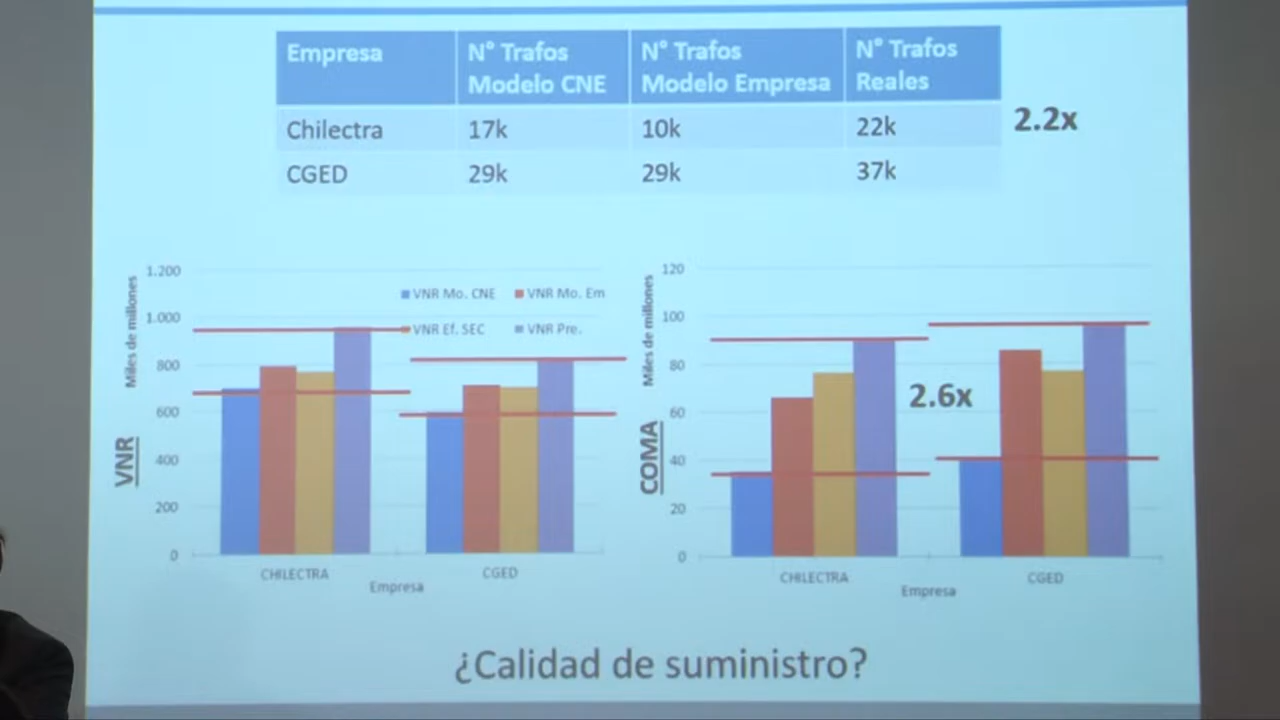 Empresa
N° Trafos
Modelo CNE
N° Trafos
Modelo Empresa
N° Trafos
Reales
Chilectra 17k 10k 22k
2.2x
CGED 29k 29k 37k
Miles de millones
VNR
1.200
1.000
800
600
400
200
0
VNR Mo. CNE VNR Mo. Em
VNR Ef. SEC VNR Pre.
CHILECTRA CGED
Empresa
Miles de millones
COMA
120
100
80
60
40
20
0
2.6x
CHILECTRA CGED
Empresa
¿Calidad de suministro?